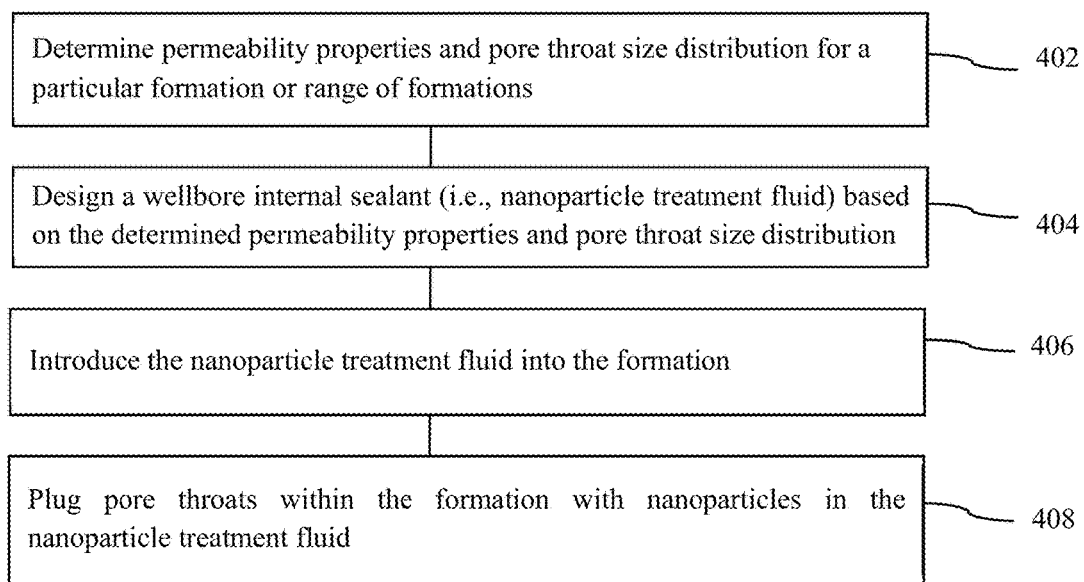 Determine permeability properties and pore throat size distribution for a
particular formation or range of formations
402
Design a wellbore internal sealant (i.e., nanoparticle treatment fluid) based
on the determined permeability properties and pore throat size distribution
404
Introduce the nanoparticle treatment fluid into the formation
406
Plug pore throats within the formation with nanoparticles in the
nanoparticle treatment fluid
408